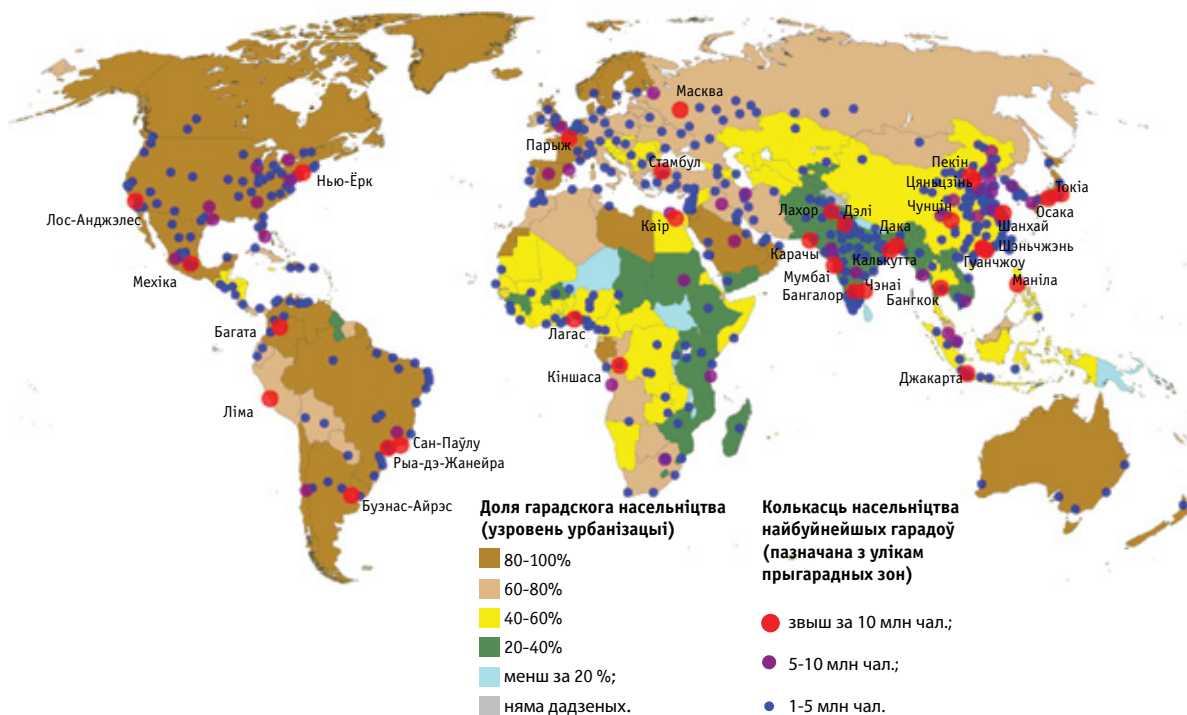 Масква
Парыж
Стамбул
Нью-Ёрк
Лос-Анджэлес
Мехіка
Каір
Лахор
Дэлі
Дака
Карачы
Калькутта
Мумбаі
Чэнаі
Бангалор
Бангкок
Пекін
Цяньцзінь
Чунцін
Токіа
Осака
Шанхай
Шэньчжэнь
Гуанчжоу
Маніла
Багата
Лагас
Кіншаса
Джакарта
Ліма
Сан-Паўлу
Рыа-дэ-Жанейра
Буэнас-Айрэс
Доля гарадскога насельніцтва
(узровень урбанізацыі)
80-100%
60-80%
40-60%
20-40%
менш за 20 %;
няма дадзеных.
Колькасць насельніцтва
найбуйнейшых гарадоў
(пазначана з улікам
прыгарадных зон)
звыш за 10 млн чал.;
5-10 млн чал.;
1-5 млн чал.